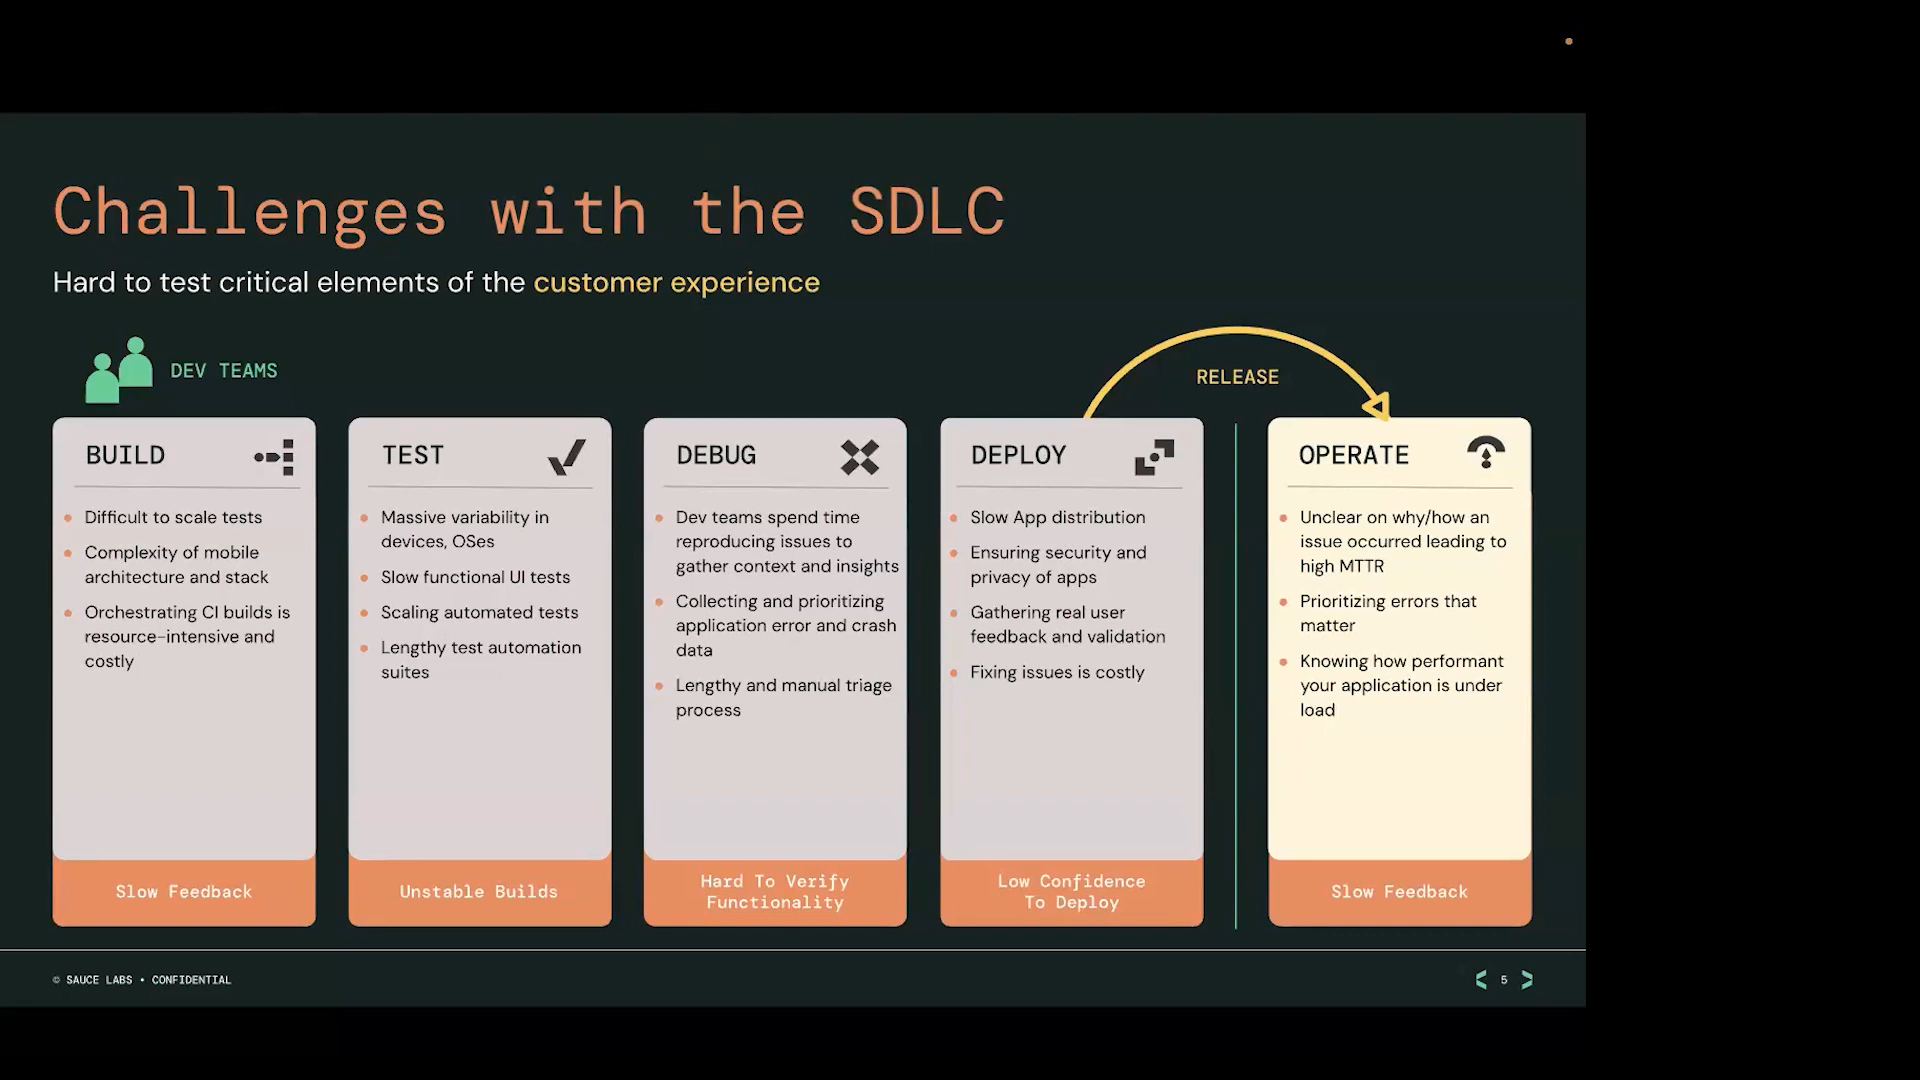 Challenges with the SDLC
Hard to test critical elements of the customer experience
DEV TEAMS
RELEASE
BUILD
Difficult to scale tests
Complexity of mobile
architecture and stack
Orchestrating CI builds is
resource-intensive and
costly
Slow Feedback
TEST
Massive variability in
devices, OSes
Slow functional UI tests
Scaling automated tests
Lengthy test automation
suites
Unstable Builds
DEBUG
Dev teams spend time
reproducing issues to
gather context and insights
Collecting and prioritizing
application error and crash
data
Lengthy and manual triage
process
Hard To Verify
Functionality
DEPLOY
Slow App distribution
Ensuring security and
privacy of apps
Gathering real user
feedback and validation
Fixing issues is costly
Low Confidence
To Deploy
OPERATE
Unclear on why/how an
issue occurred leading to
high MTTR
Prioritizing errors that
matter
Knowing how performant
your application is under
load
Slow Feedback
© SAUCE LABS • CONFIDENTIAL
< 5 >